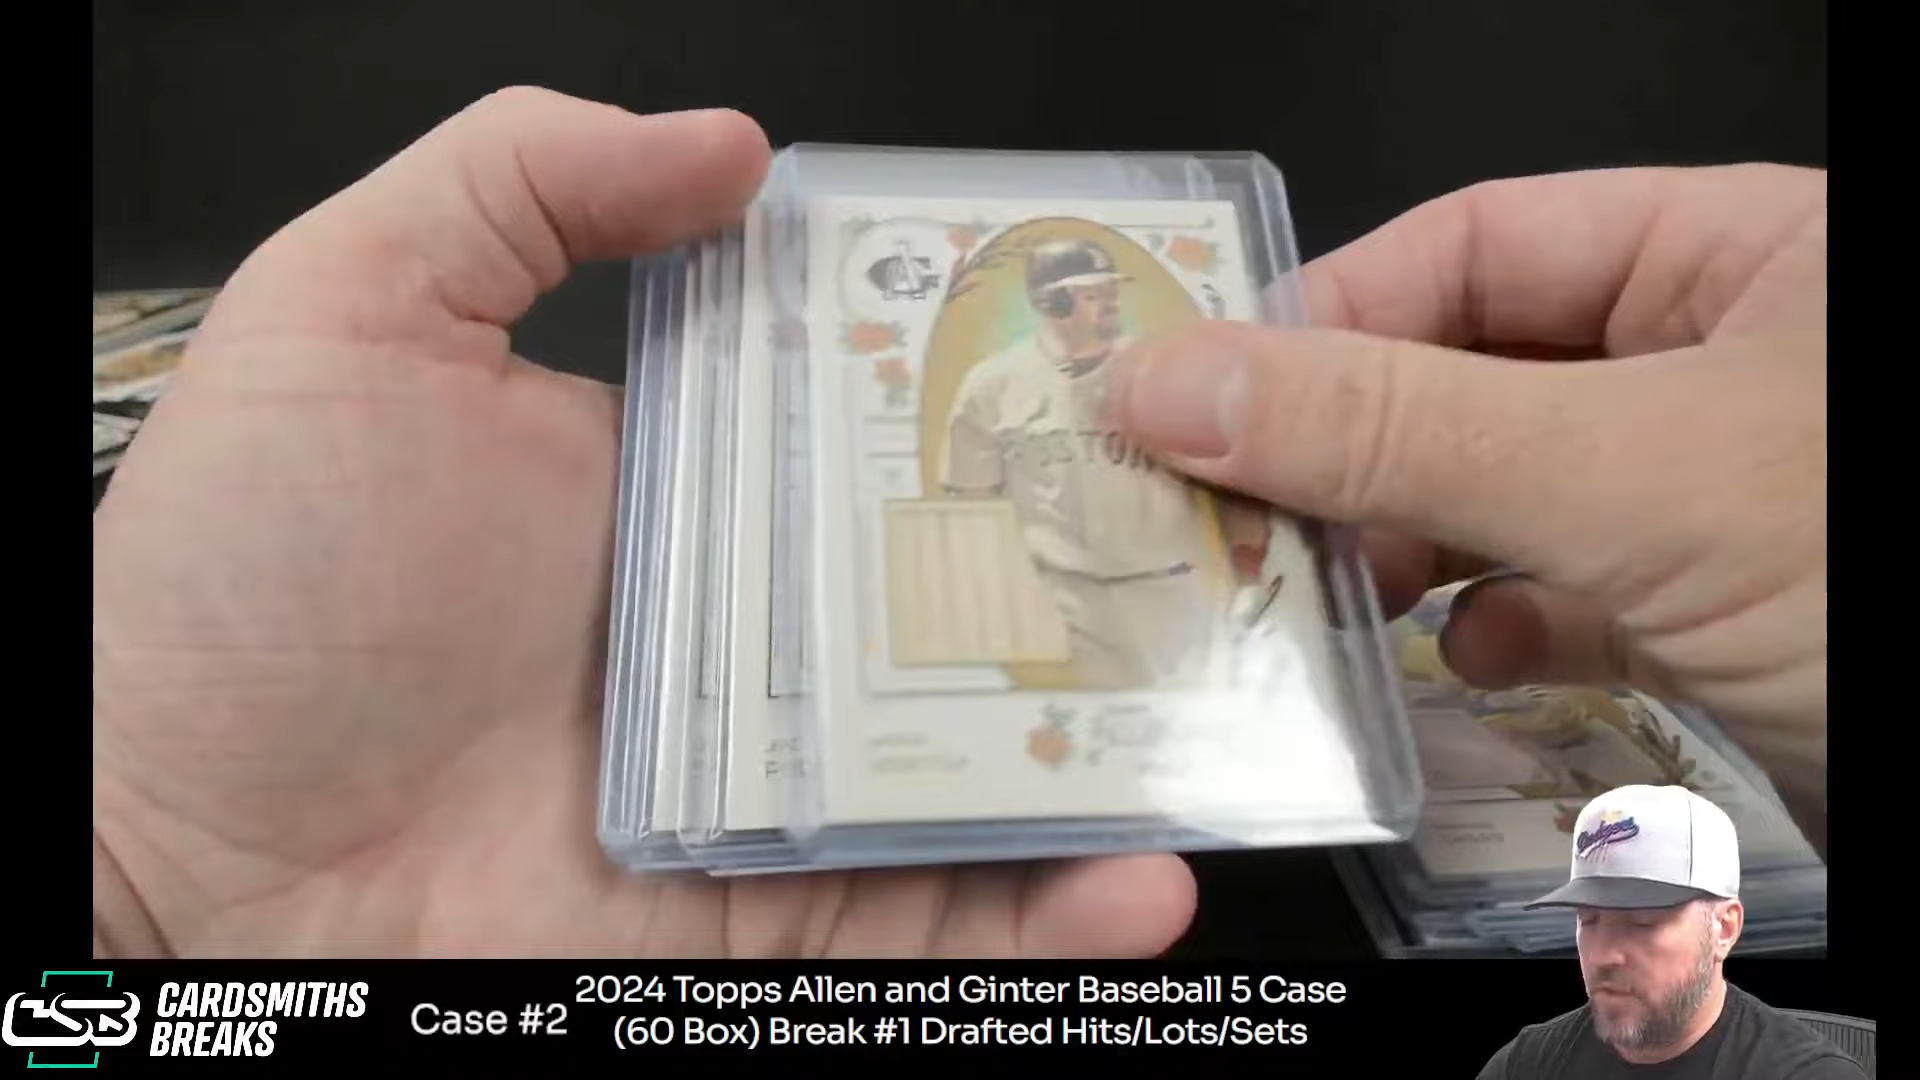 BOSTON
Dodgers
CSB
CARDSMITHS
BREAKS
Case #2
2024 Topps Allen and Ginter Baseball 5 Case
(60 Box) Break #1 Drafted Hits/Lots/Sets